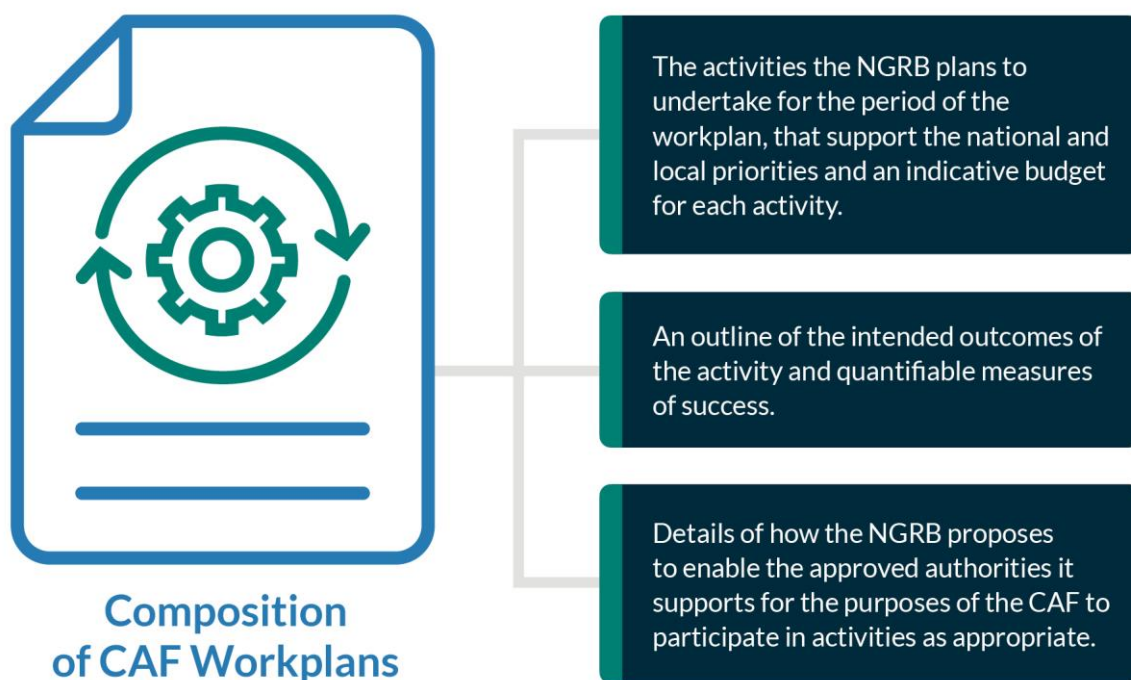 The activities the NGRB plans to
undertake for the period of the
workplan, that support the national and
local priorities and an indicative budget
for each activity.
An outline of the intended outcomes of
the activity and quantifiable measures
of success.
Details of how the NGRB proposes
to enable the approved authorities it
supports for the purposes of the CAF to
participate in activities as appropriate.
Composition
of CAF Workplans